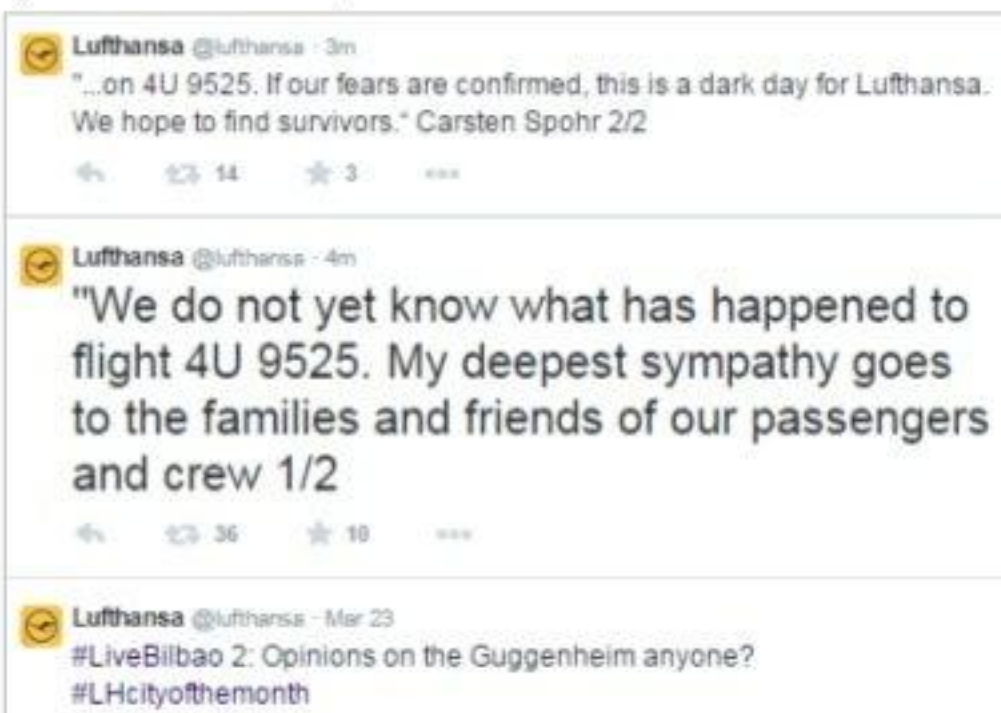 Lufthansa @lufthansa · 3m
"...on 4U 9525. If our fears are confirmed, this is a dark day for Lufthansa.
We hope to find survivors." Carsten Spohr 2/2
14 3
Lufthansa @lufthansa · 4m
"We do not yet know what has happened to
flight 4U 9525. My deepest sympathy goes
to the families and friends of our passengers
and crew 1/2
36 10
Lufthansa @lufthansa · Mar 23
#LiveBilbao 2: Opinions on the Guggenheim anyone?
#LHcityofthemonth